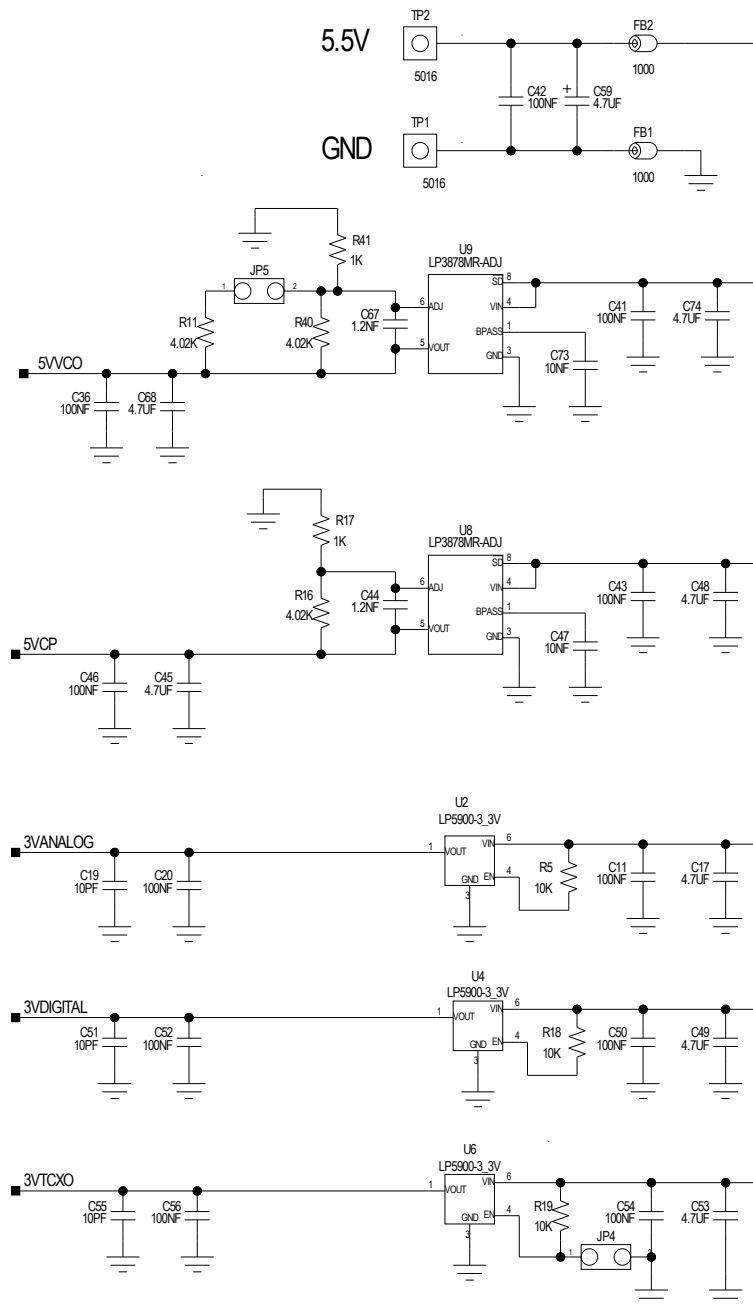 TP2
5.5V
5016
C42
100NF
+
C59
4.7UF
FB2
1000
TP1
GND
5016
FB1
1000
R41
1K
JP5
1
2
R11
4.02K
R40
4.02K
C67
1.2NF
U9
LP3878MR-ADJ
6
ADJ
5
VOUT
SD
8
VIN
4
BPASS
1
GND
3
C73
10NF
C41
100NF
C74
4.7UF
5VVCO
C36
100NF
C68
4.7UF
R17
1K
R16
4.02K
C44
1.2NF
U8
LP3878MR-ADJ
6
ADJ
5
VOUT
SD
8
VIN
4
BPASS
1
GND
3
C47
10NF
C43
100NF
C48
4.7UF
5VCP
C46
100NF
C45
4.7UF
U2
LP5900-3_3V
3VANALOG
C19
10PF
C20
100NF
1
VOUT
VIN
6
GND
EN
4
3
R5
10K
C11
100NF
C17
4.7UF
U4
LP5900-3_3V
3VDIGITAL
C51
10PF
C52
100NF
1
VOUT
VIN
6
GND
EN
4
3
R18
10K
C50
100NF
C49
4.7UF
U6
LP5900-3_3V
3VTCXO
C55
10PF
C56
100NF
1
VOUT
VIN
6
GND
EN
4
3
R19
10K
JP4
1
2
C54
100NF
C53
4.7UF